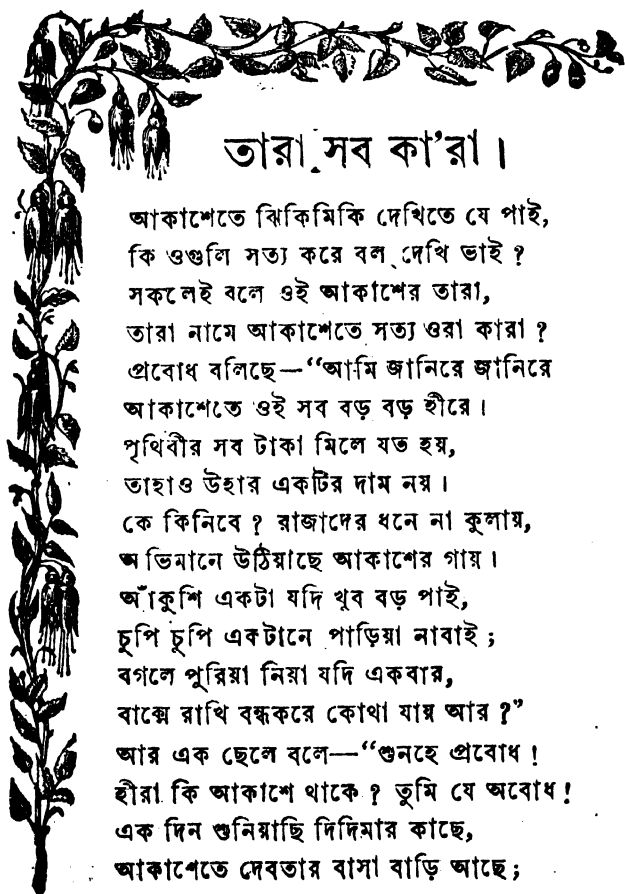 তারা সব কা'রা।
আকাশেতে ঝিকিমিকি দেখিতে যে পাই,
কি ওগুলি সত্য করে বল দেখি ভাই ?
সকলেই বলে ওই আকাশের তারা,
তারা নামে আকাশেতে সত্য ওরা কারা ?
প্রবোধ বলিছে—“আমি জানিরে জানিরে
আকাশেতে ওই সব বড় বড় হীরে।
পৃথিবীর সব টাকা মিলে যত হয়,
তাহাও উহার একটির দাম নয়।
কে কিনিবে ? রাজাদের ধনে না কুলায়,
অভিমানে উঠিয়াছে আকাশের গায়।
আঁকুশি একটা যদি খুব বড় পাই,
চুপি চুপি একটানে পাড়িয়া নাবাই ;
বগলে পুরিয়া নিয়া যদি একবার,
বাক্সে রাখি বন্ধকরে কোথা যায় আর ?”
আর এক ছেলে বলে—“শুনহে প্রবোধ !
হীরা কি আকাশে থাকে ? তুমি যে অবোধ !
এক দিন শুনিয়াছি দিদিমার কাছে,
আকাশেতে দেবতার বাসা বাড়ি আছে ;